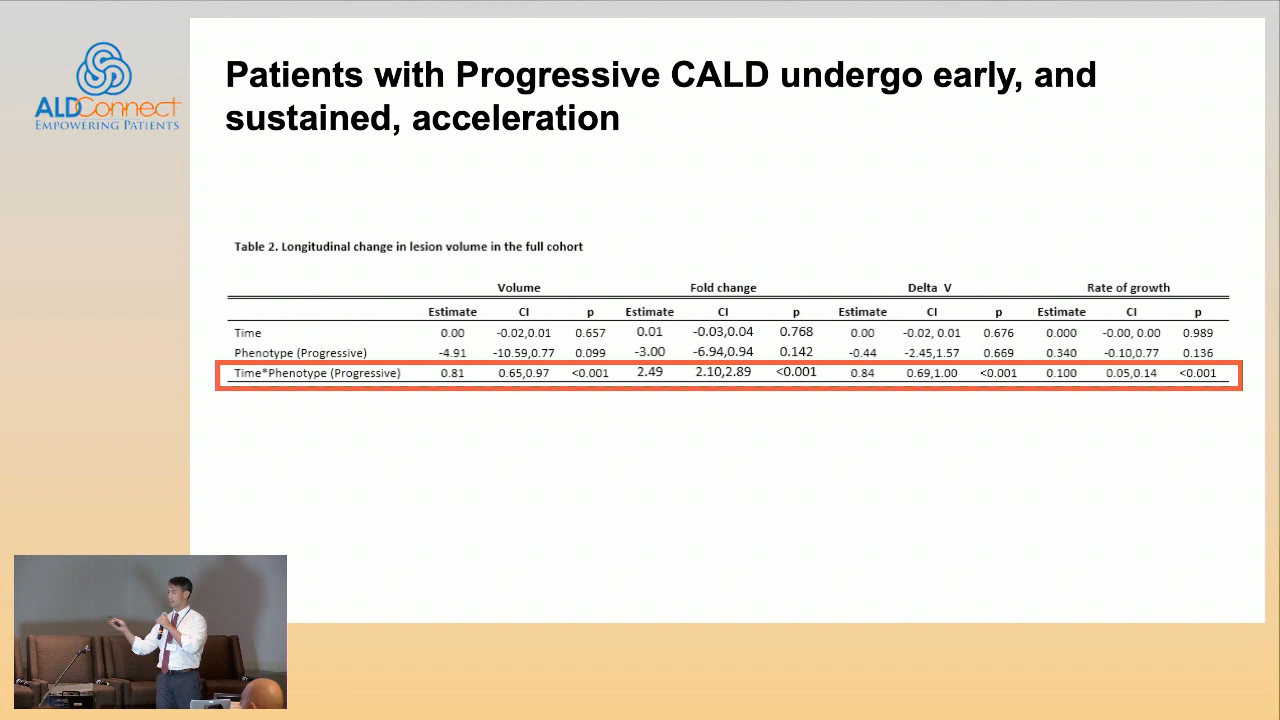 ALDConnect
EMPOWERING PATIENTS
Patients with Progressive CALD undergo early, and
sustained, acceleration
Table 2. Longitudinal change in lesion volume in the full cohort
Volume Fold change Delta V Rate of growth
Estimate CI p Estimate CI p Estimate CI p Estimate CI p
Time 0.00 -0.02,0.01 0.657 0.01 -0.03,0.04 0.768 0.00 -0.02, 0.01 0.676 0.000 -0.00, 0.00 0.989
Phenotype (Progressive) -4.91 -10.59,0.77 0.099 -3.00 -6.94,0.94 0.142 -0.44 -2.45,1.57 0.669 0.340 -0.10,0.77 0.136
Time*Phenotype (Progressive) 0.81 0.65,0.97 <0.001 2.49 2.10,2.89 <0.001 0.84 0.69,1.00 <0.001 0.100 0.05,0.14 <0.001